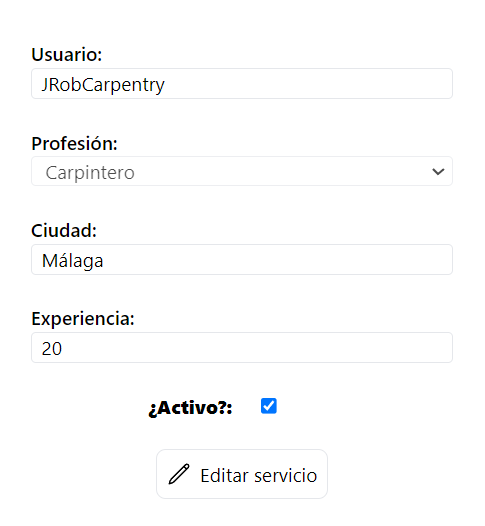 Usuario:
JRobCarpentry
Profesión:
Carpintero
Ciudad:
Málaga
Experiencia:
20
¿Activo?:
Editar servicio